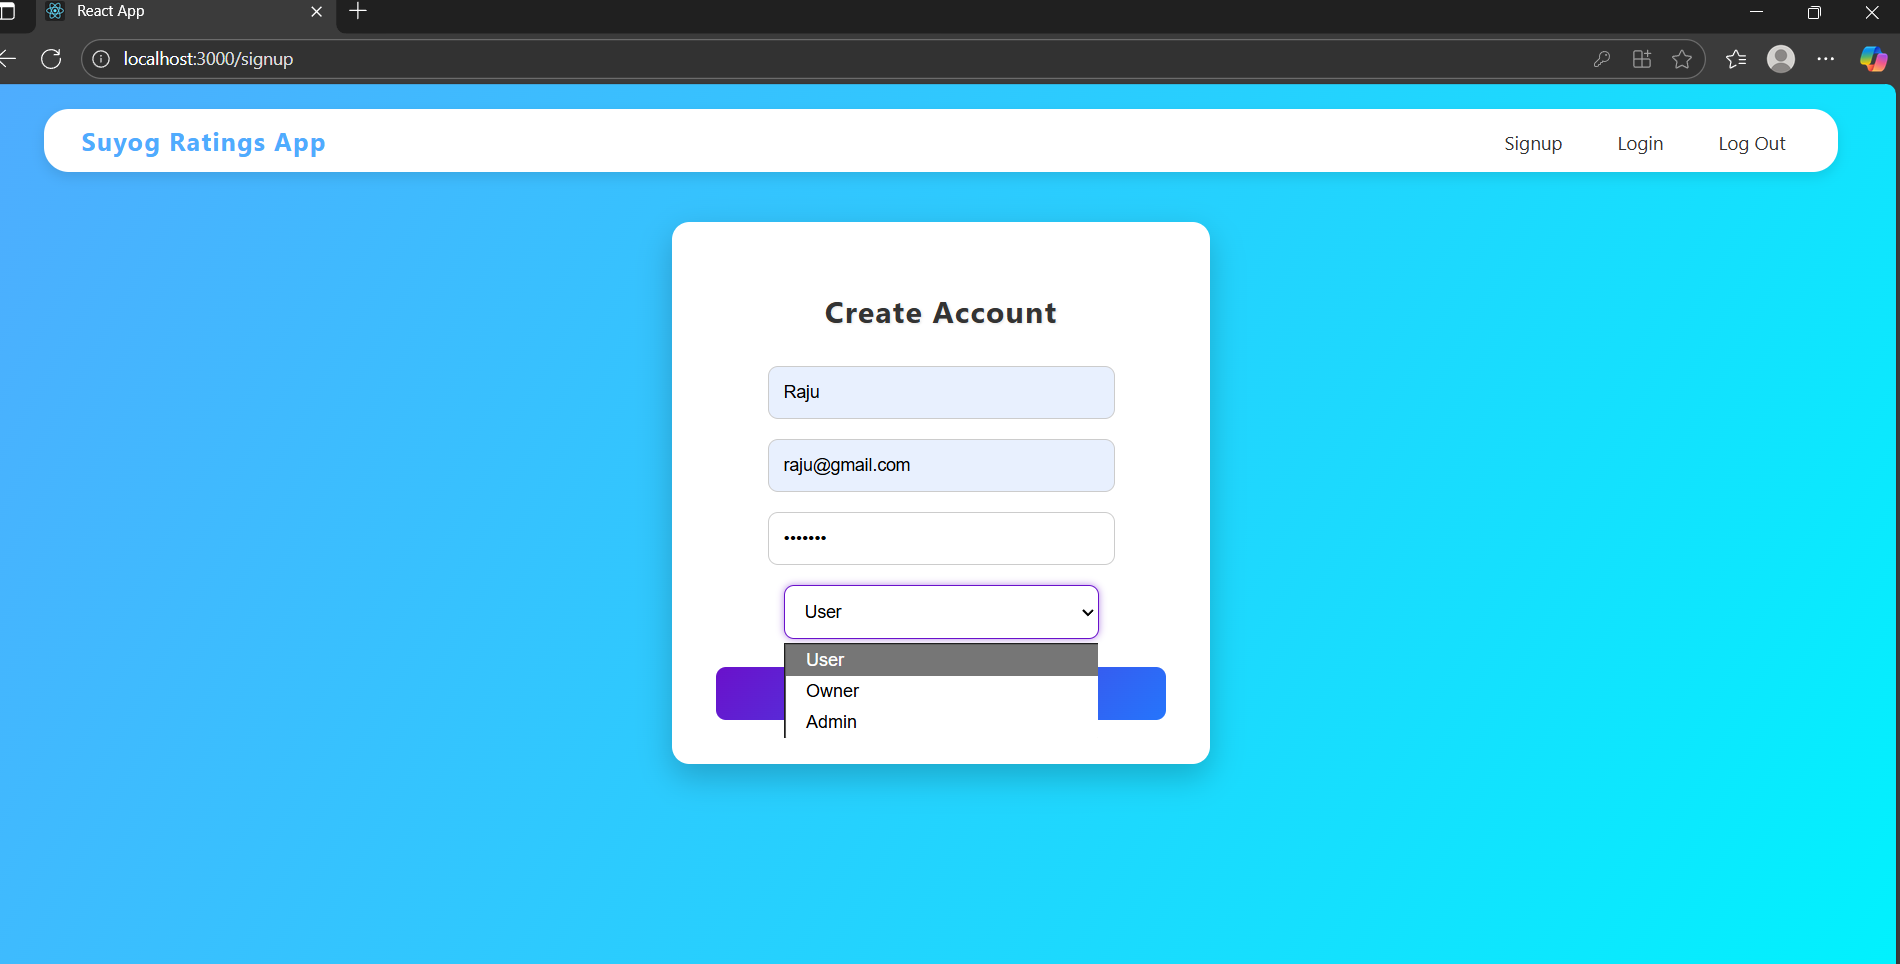 React App
localhost:3000/signup
Suyog Ratings App
Signup
Login
Log Out
Create Account
Raju
raju@gmail.com
•••••••
User
User
Owner
Admin